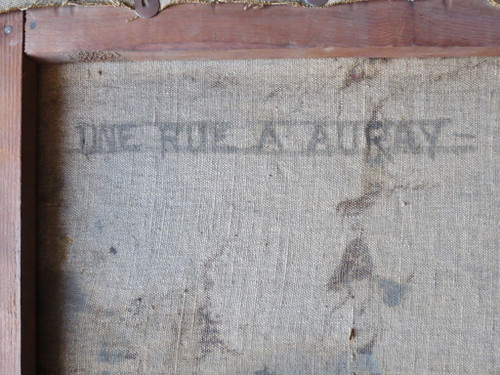 UNE RUE A AURAY =